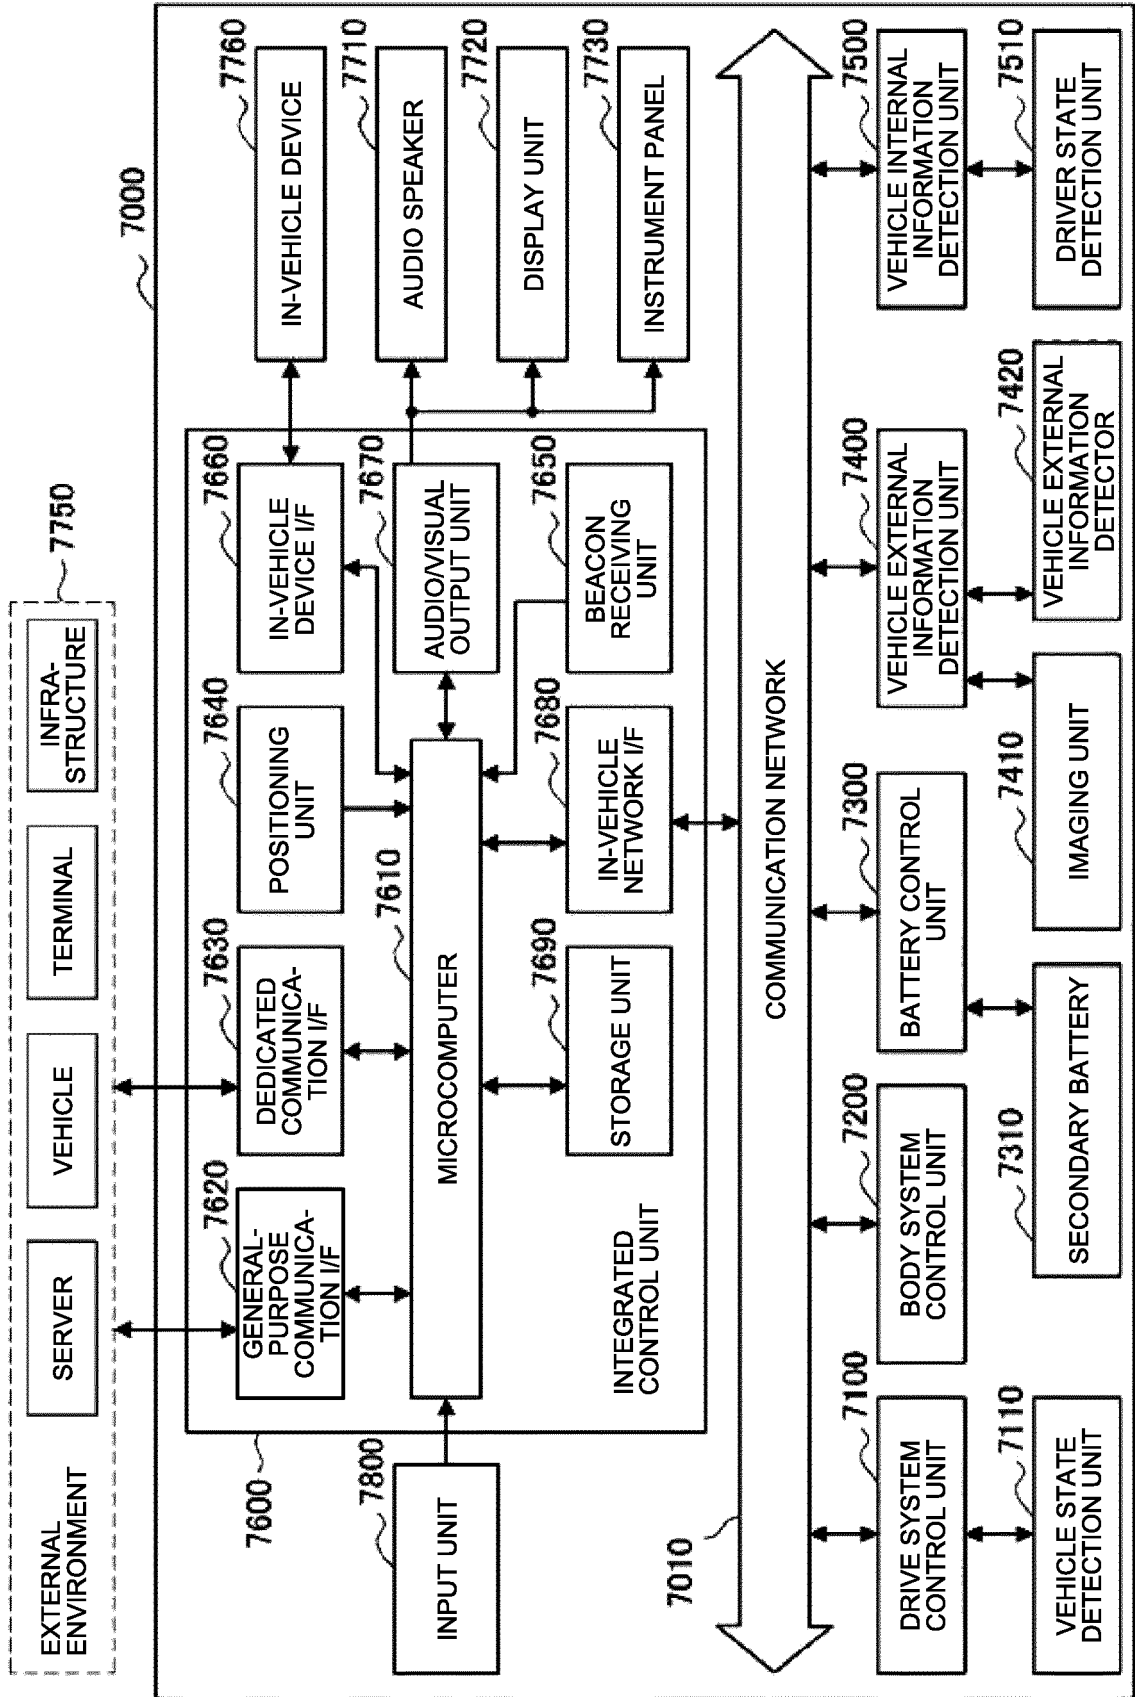 7750
EXTERNAL
ENVIRONMENT
SERVER
VEHICLE
TERMINAL
INFRA-
STRUCTURE
7000
7600
7620
GENERAL-
PURPOSE
COMMUNICA-
TION I/F
7630
DEDICATED
COMMUNICA-
TION I/F
7640
POSITIONING
UNIT
7660
IN-VEHICLE
DEVICE I/F
7760
IN-VEHICLE DEVICE
7800
INPUT UNIT
7610
MICROCOMPUTER
7670
AUDIO/VISUAL
OUTPUT UNIT
7710
AUDIO SPEAKER
7720
DISPLAY UNIT
7730
INSTRUMENT PANEL
INTEGRATED
CONTROL UNIT
7690
STORAGE UNIT
7680
IN-VEHICLE
NETWORK I/F
7650
BEACON
RECEIVING
UNIT
7010
COMMUNICATION NETWORK
7100
DRIVE SYSTEM
CONTROL UNIT
7200
BODY SYSTEM
CONTROL UNIT
7300
BATTERY CONTROL
UNIT
7400
VEHICLE EXTERNAL
INFORMATION
DETECTION UNIT
7500
VEHICLE INTERNAL
INFORMATION
DETECTION UNIT
7110
VEHICLE STATE
DETECTION UNIT
7310
SECONDARY BATTERY
7410
IMAGING UNIT
7420
VEHICLE EXTERNAL
INFORMATION
DETECTOR
7510
DRIVER STATE
DETECTION UNIT